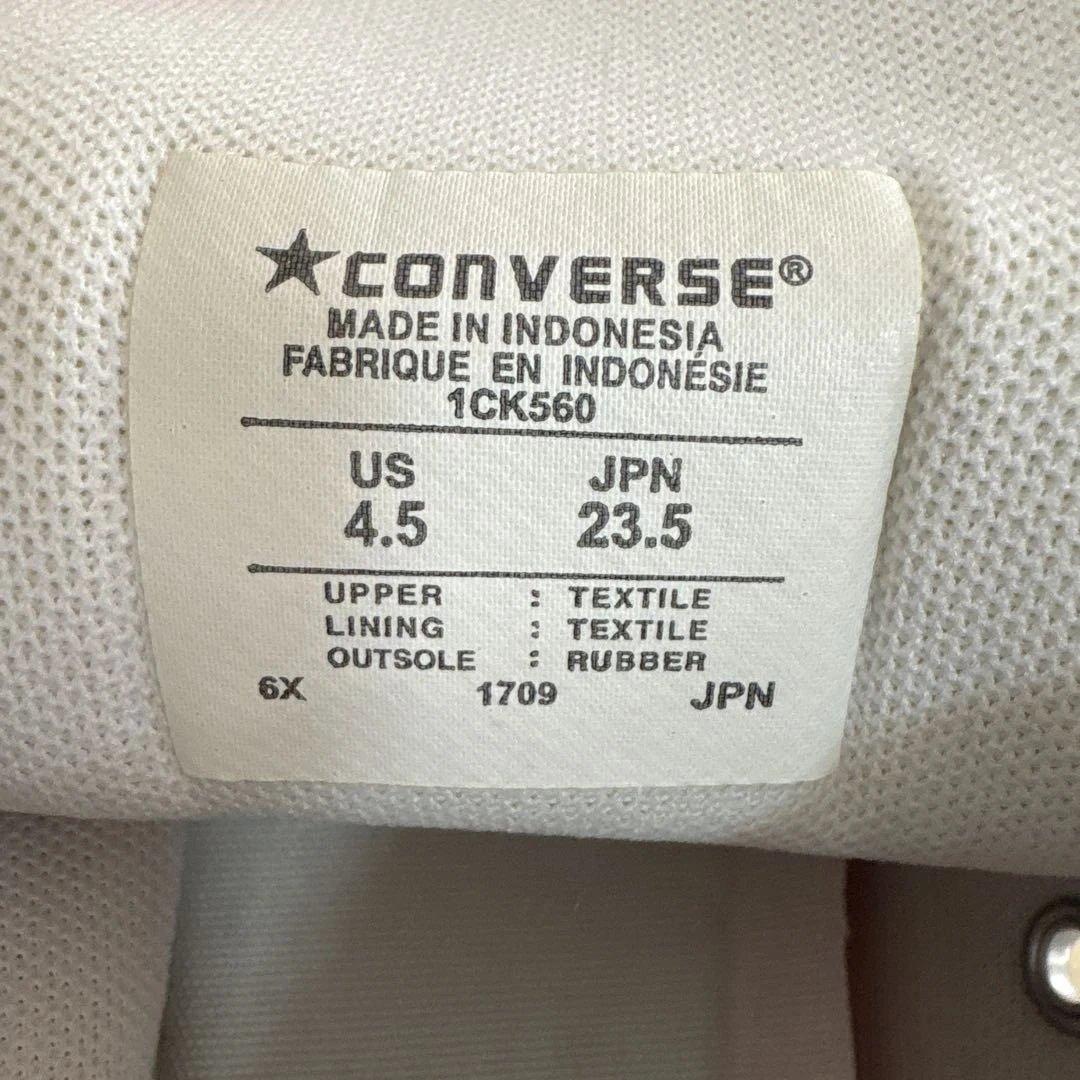 ★CONVERSE®
MADE IN INDONESIA
FABRIQUE EN INDONÉSIE
1CK560
US JPN
4.5 23.5
UPPER : TEXTILE
LINING : TEXTILE
OUTSOLE : RUBBER
6X 1709 JPN